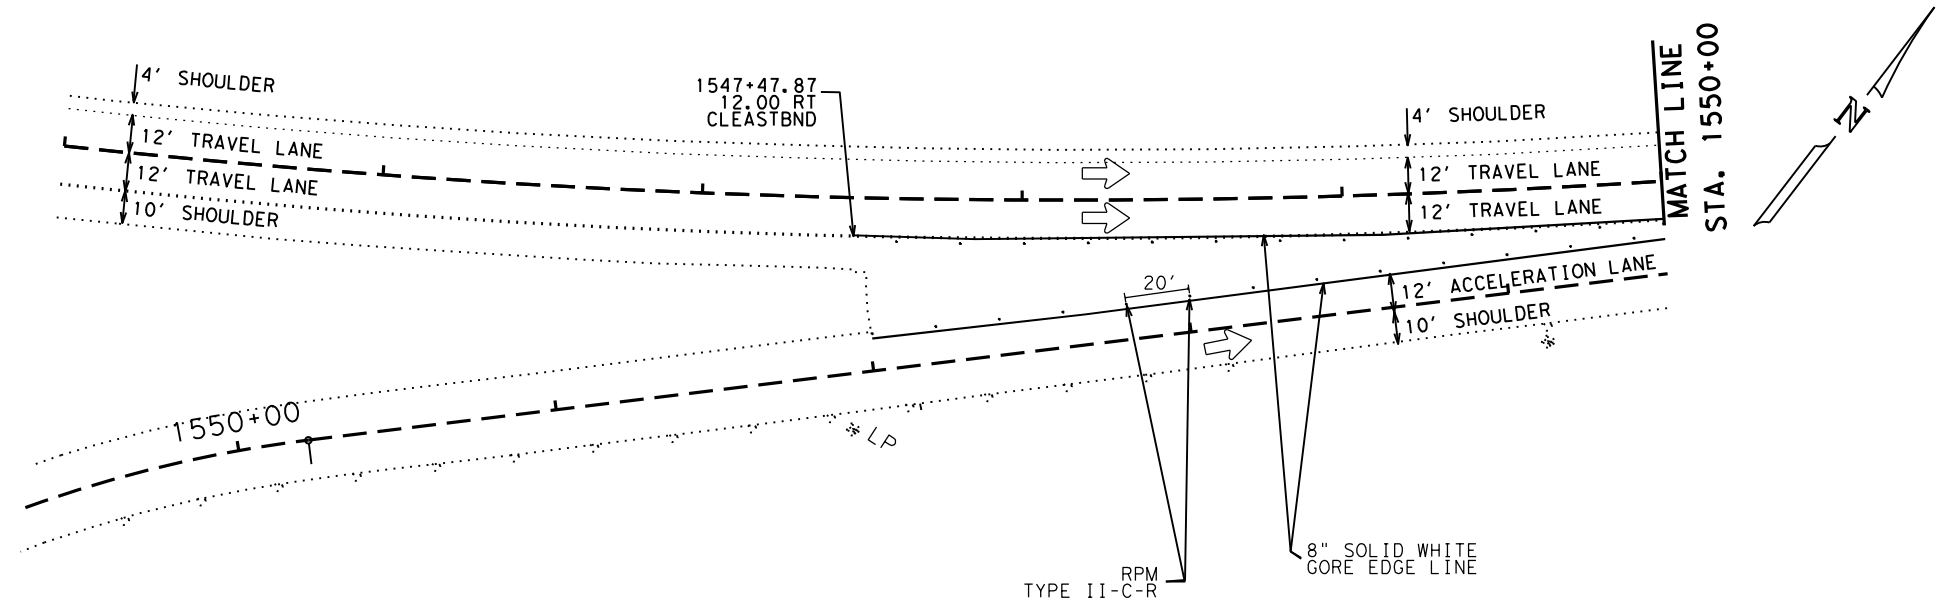 4' SHOULDER
12' TRAVEL LANE
12' TRAVEL LANE
10' SHOULDER
1547+47.87
12.00 RT
CLEASTBND
4' SHOULDER
12' TRAVEL LANE
12' TRAVEL LANE
MATCH LINE
STA. 1550+00
N
20'
12' ACCELERATION LANE
10' SHOULDER
1550+00
LP
8" SOLID WHITE
GORE EDGE LINE
RPM
TYPE II-C-R